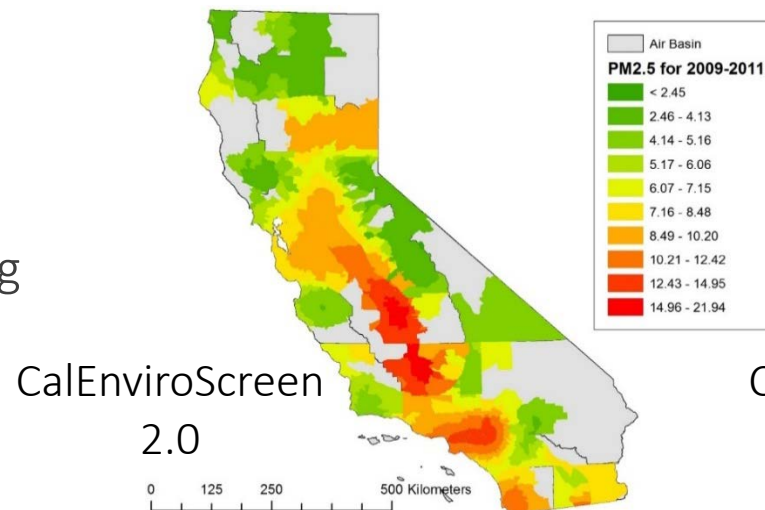 Air Basin
PM2.5 for 2009-2011
< 2.45
2.46 - 4.13
4.14 - 5.16
5.17 - 6.06
6.07 - 7.15
7.16 - 8.48
8.49 - 10.20
10.21 - 12.42
12.43 - 14.95
14.96 - 21.94
g
CalEnviroScreen
2.0
C
0 125 250 500 Kilometers